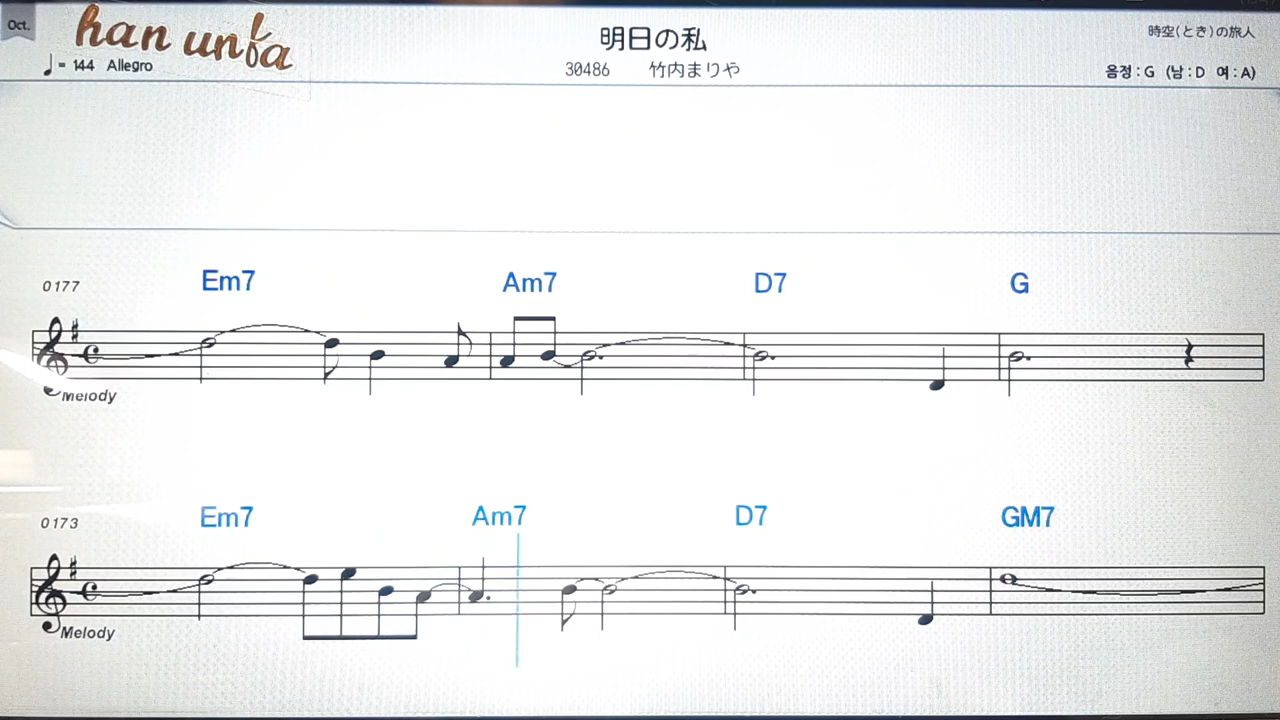 Oct.
han unfa
♩= 144 Allegro
明日の私
30486 竹内まりや
時空(とき)の旅人
음정:G (남:D 여:A)
0177
Em7 Am7 D7 G
Melody
0173
Em7 Am7 D7 GM7
Melody